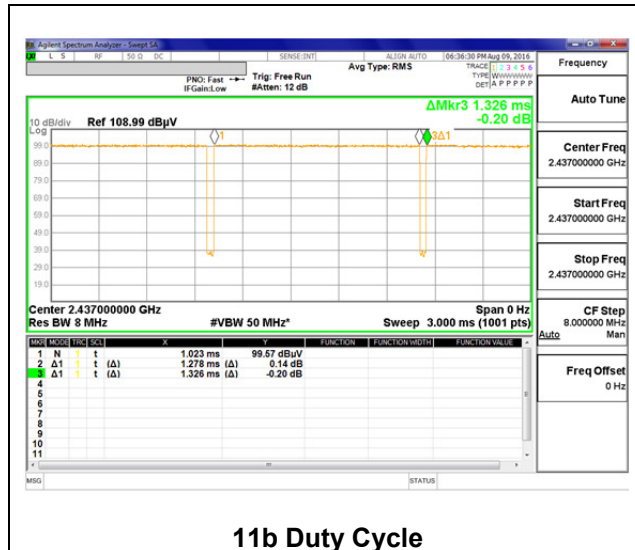 Agilent Spectrum Analyzer - Swept SA
L S RF 50 Ω DC SENSE:INT ALIGN AUTO 06:36:30 PM Aug 09, 2016
Frequency
Avg Type: RMS
TRACE 1 2 3 4 5 6
TYPE WWWWWWW
DET A P P P P P
PNO: Fast
IFGain:Low
Trig: Free Run
#Atten: 12 dB
Auto Tune
ΔMkr3 1.326 ms
-0.20 dB
10 dB/div Ref 108.99 dBµV
Log
1
3Δ1
99.0
89.0
79.0
69.0
59.0
49.0
39.0
29.0
19.0
Center Freq
2.437000000 GHz
Start Freq
2.437000000 GHz
Stop Freq
2.437000000 GHz
Center 2.437000000 GHz
Span 0 Hz
Res BW 8 MHz
#VBW 50 MHz*
Sweep 3.000 ms (1001 pts)
CF Step
8.000000 MHz
Auto Man
Freq Offset
0 Hz
MKR MODE TRC SCL X Y FUNCTION FUNCTION WIDTH FUNCTION VALUE
1 N 1 t 1.023 ms 99.57 dBµV
2 Δ1 1 t (Δ) 1.278 ms (Δ) 0.14 dB
3 Δ1 1 t (Δ) 1.326 ms (Δ) -0.20 dB
4
5
6
7
8
9
10
11
MSG
STATUS
11b Duty Cycle